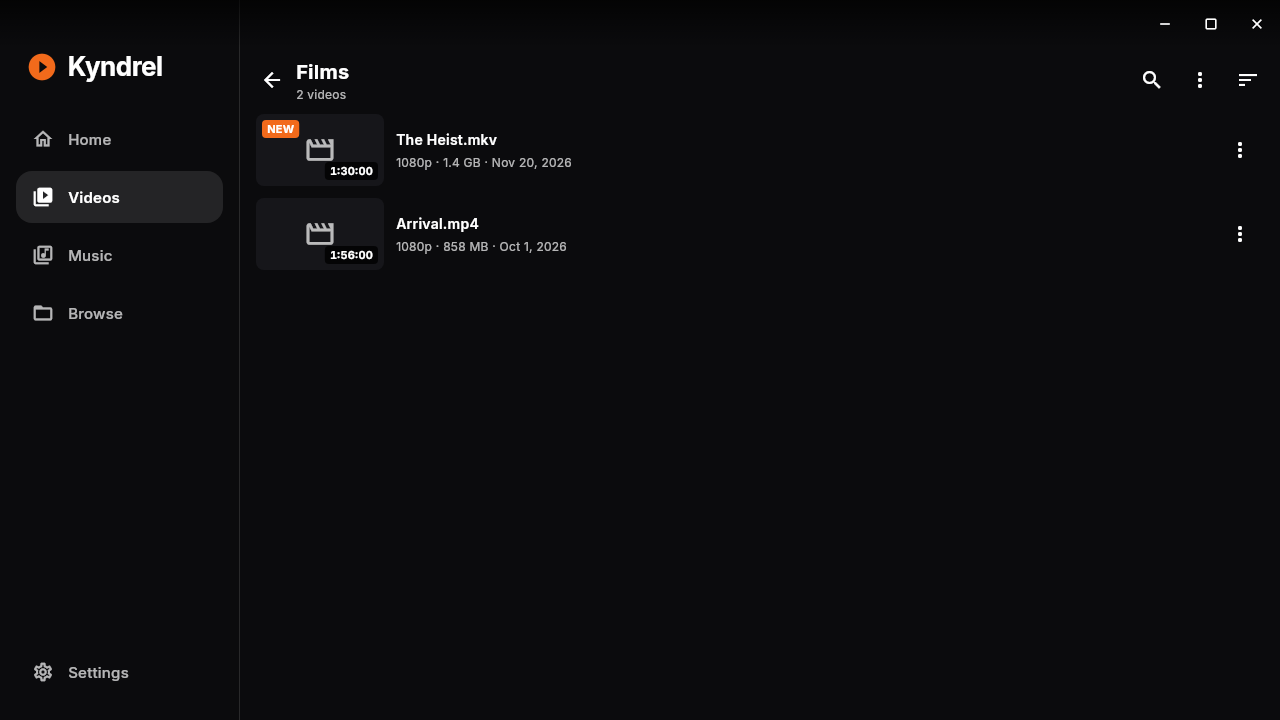 Kyndrel
Home
Videos
Music
Browse
Settings
Films
2 videos
NEW
1:30:00
The Heist.mkv
1080p · 1.4 GB · Nov 20, 2026
1:56:00
Arrival.mp4
1080p · 858 MB · Oct 1, 2026